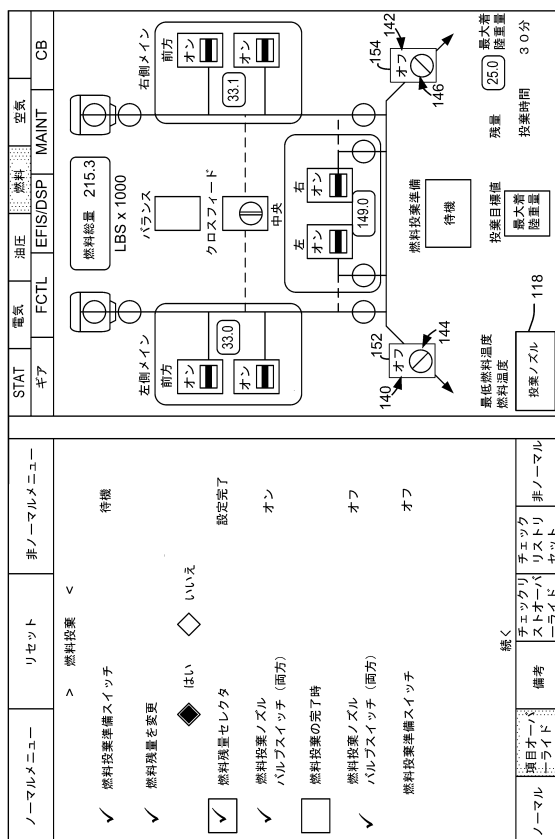 ノーマルメニュー
リセット
非ノーマルメニュー
> 燃料投棄 <
✓ 燃料投棄準備スイッチ 待機
✓ 燃料残量を変更
はい いいえ
✓ 燃料残量セレクタ 設定完了
✓ 燃料投棄ノズル
バルブスイッチ (両方) オン
燃料投棄の完了時
✓ 燃料投棄ノズル
バルブスイッチ (両方) オフ
燃料投棄準備スイッチ オフ
続く
ノーマル
項目オーバ
ーライド
備考
チェックリ
ストオーバ
ーライド
チェック
リストリ
セット
非ノーマル
STAT
電気
油圧
燃料
空気
CB
ギア
FCTL
EFIS/DSP
MAINT
燃料総量 215.3
LBS x 1000
左側メイン
前方
オン
オン
33.0
バランス
クロスフィード
中央
右側メイン
前方
オン
オン
33.1
左
オン
右
オン
149.0
152
オフ
140
144
154
オフ
142
146
燃料投棄準備
待機
最低燃料温度
燃料温度
投棄ノズル
118
投棄目標値
最大着
陸重量
残量
25.0
最大着
陸重量
投棄時間
30分